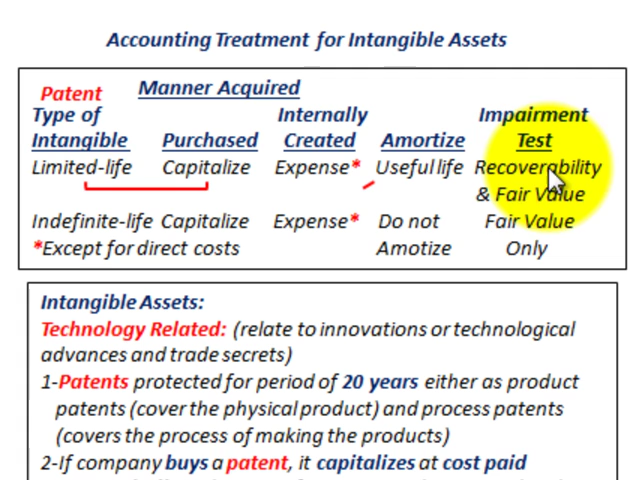 Accounting Treatment for Intangible Assets
Patent Manner Acquired
Type of Internally Impairment
Intangible Purchased Created Amortize Test
Limited-life Capitalize Expense* Useful life Recoverability
& Fair Value
Indefinite-life Capitalize Expense* Do not Fair Value
*Except for direct costs Amotize Only
Intangible Assets:
Technology Related: (relate to innovations or technological
advances and trade secrets)
1-Patents protected for period of 20 years either as product
patents (cover the physical product) and process patents
(covers the process of making the products)
2-If company buys a patent, it capitalizes at cost paid